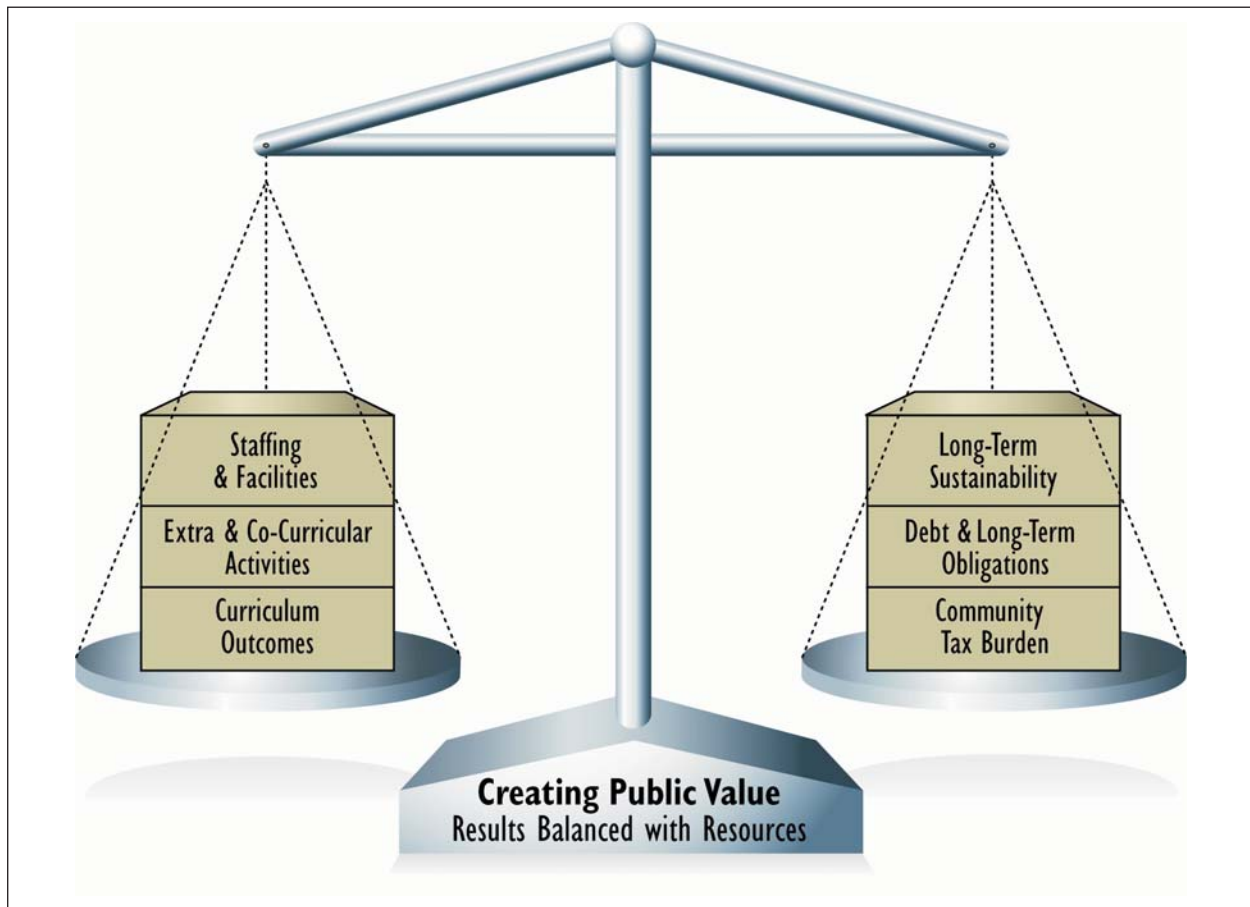 Staffing
& Facilities
Extra & Co-Curricular
Activities
Curriculum
Outcomes
Long-Term
Sustainability
Debt & Long-Term
Obligations
Community
Tax Burden
Creating Public Value
Results Balanced with Resources